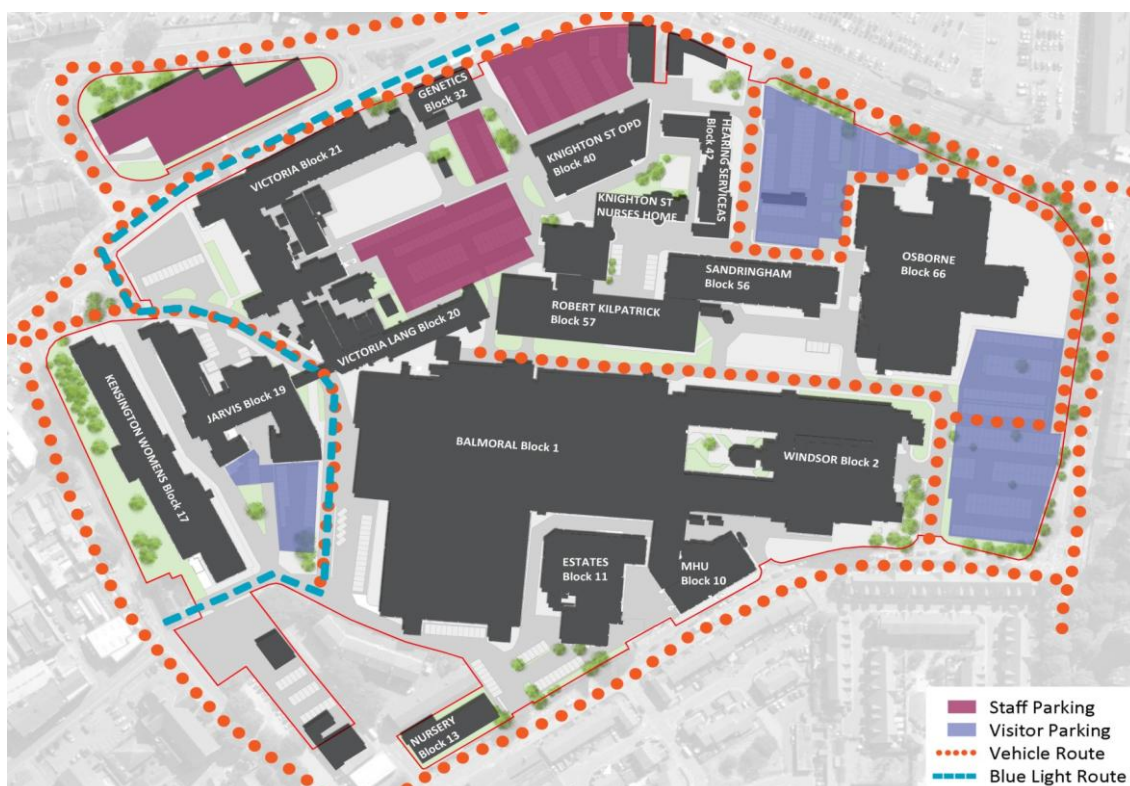 GENETICS
Block 32
VICTORIA Block 21
KNIGHTON ST OPD
Block 40
HEARING SERVICEAS
Block 42
KNIGHTON ST
NURSES HOME
OSBORNE
Block 66
SANDRINGHAM
Block 56
ROBERT KILPATRICK
Block 57
VICTORIA LANG Block 20
KENSINGTON WOMENS Block 17
JARVIS Block 19
BALMORAL Block 1
WINDSOR Block 2
ESTATES
Block 11
MHU
Block 10
NURSERY
Block 13
Staff Parking
Visitor Parking
Vehicle Route
Blue Light Route